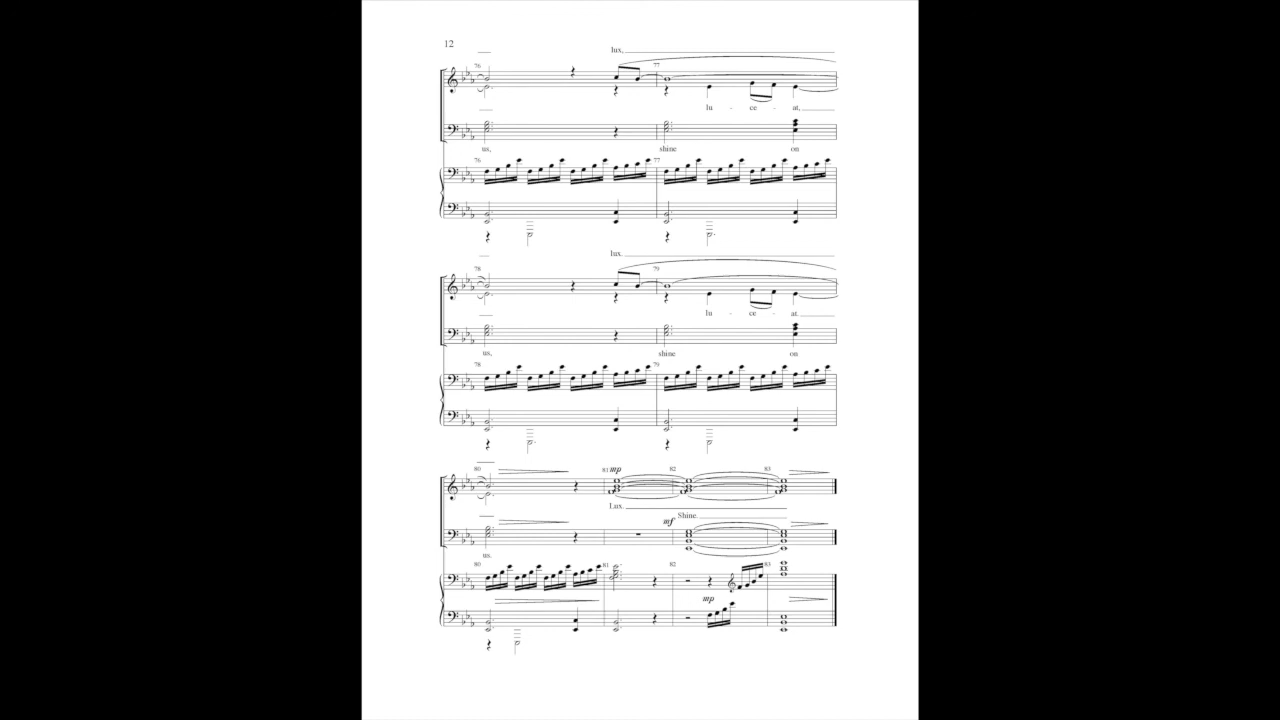 12
lux,
76 77
lu - ce - at,
us, shine on
76 77
lux.
78 79
lu - ce - at.
us, shine on
78 79
80 81 mp 82 83
Lux.
mf Shine.
us.
80 81 82 83
mp